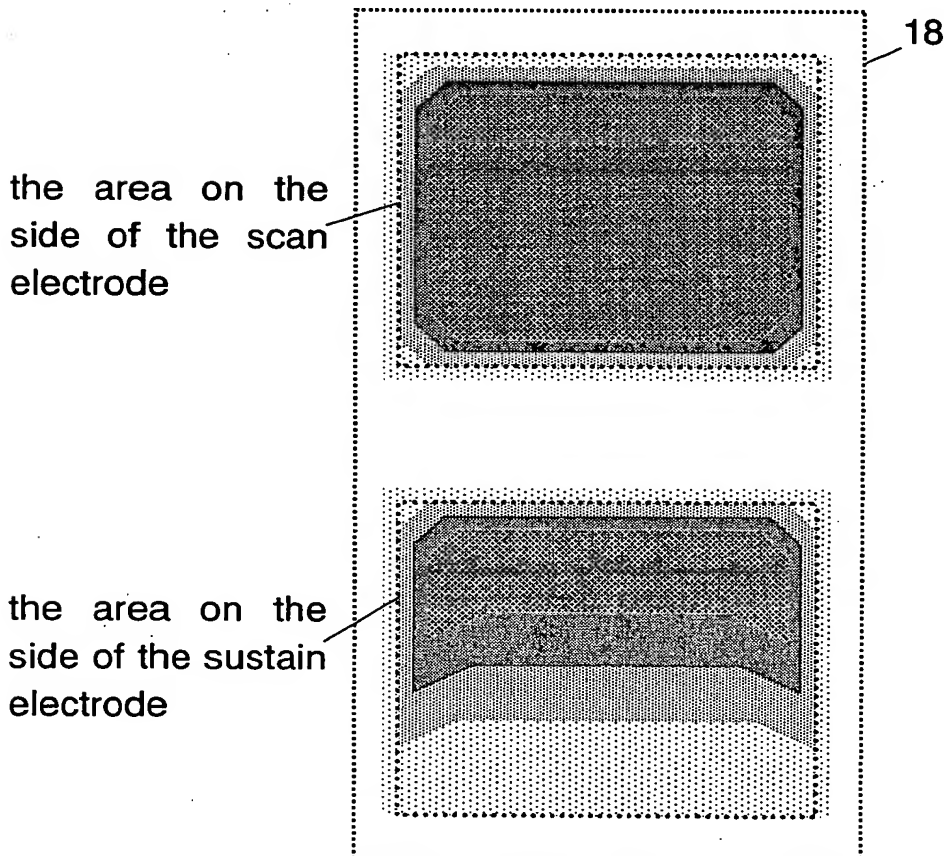 18
the area on the
side of the scan
electrode
the area on the
side of the sustain
electrode